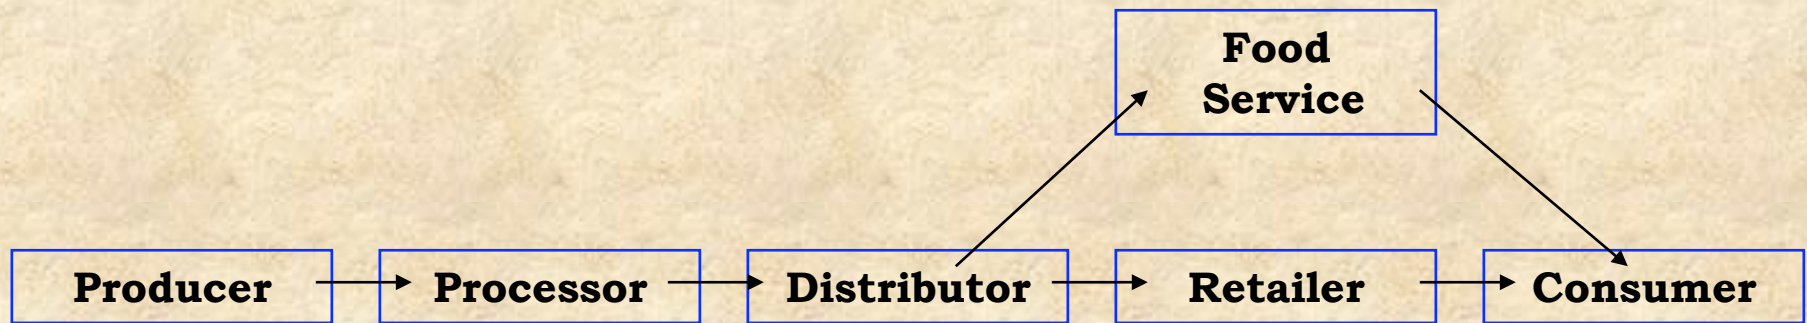 Food
Service
Producer
Processor
Distributor
Retailer
Consumer